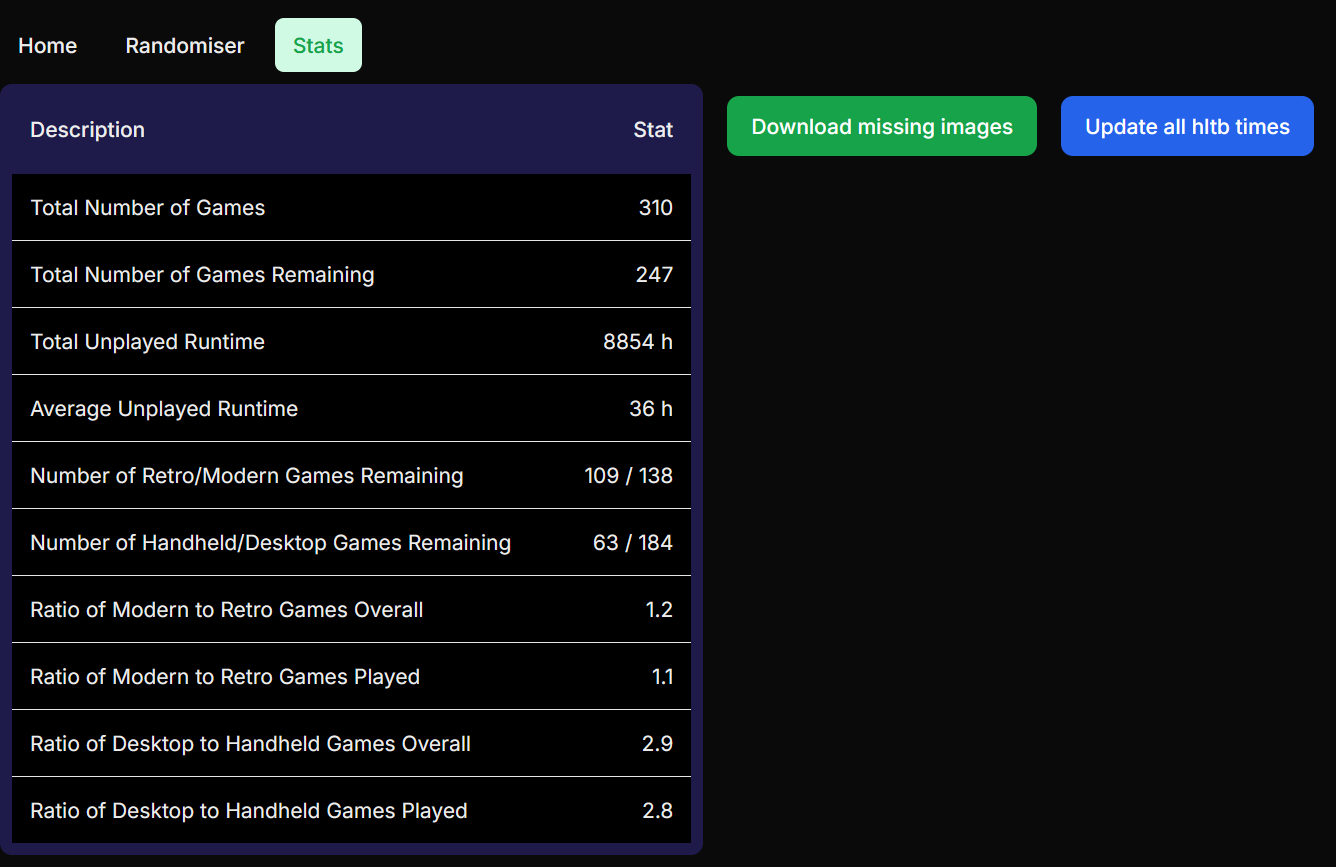 Home Randomiser Stats
Description Stat
Download missing images Update all hltb times
Total Number of Games 310
Total Number of Games Remaining 247
Total Unplayed Runtime 8854 h
Average Unplayed Runtime 36 h
Number of Retro/Modern Games Remaining 109 / 138
Number of Handheld/Desktop Games Remaining 63 / 184
Ratio of Modern to Retro Games Overall 1.2
Ratio of Modern to Retro Games Played 1.1
Ratio of Desktop to Handheld Games Overall 2.9
Ratio of Desktop to Handheld Games Played 2.8